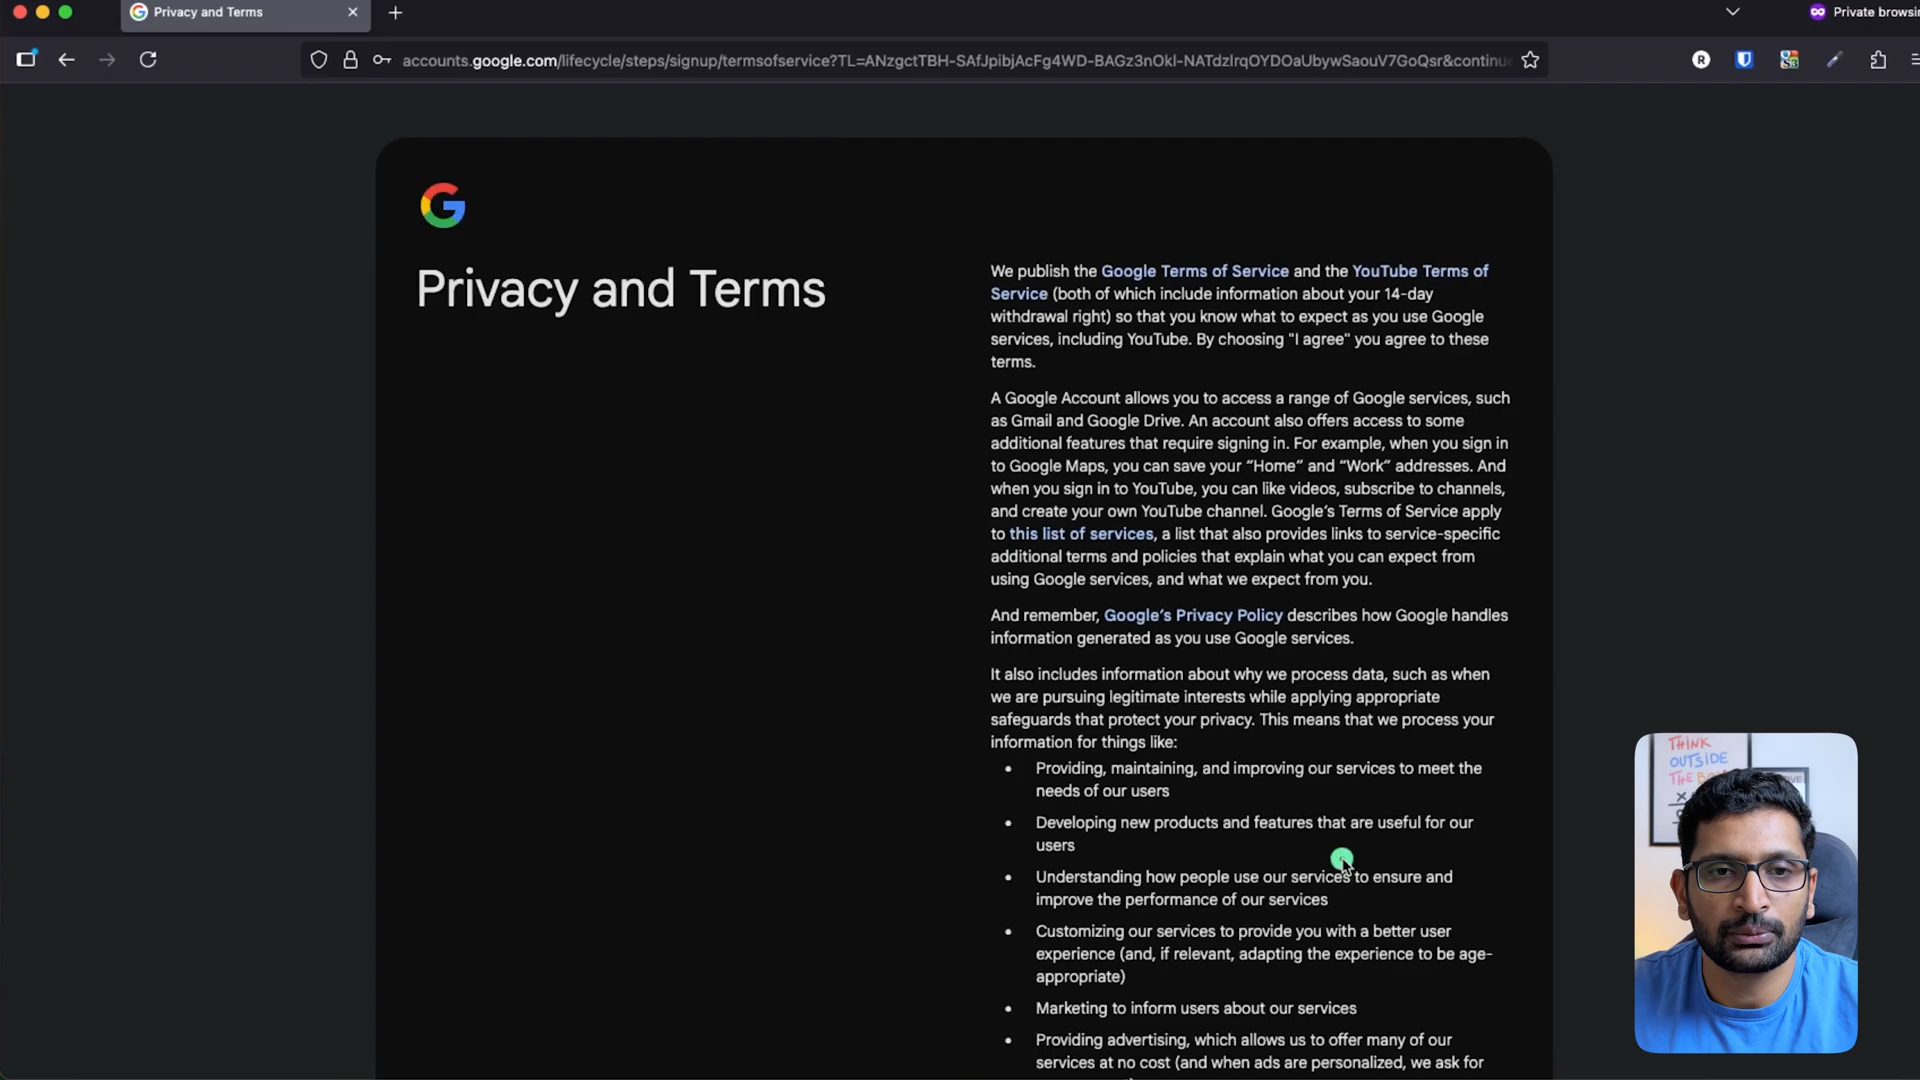 Privacy and Terms
Private browsin
accounts.google.com/lifecycle/steps/signup/termsofservice?TL=ANzgctTBH-SAfJpibjAcFg4WD-BAGz3nOkl-NATdzlrqOYDOaUbywSaouV7GoQsr&continue
R
Privacy and Terms
We publish the Google Terms of Service and the YouTube Terms of
Service (both of which include information about your 14-day
withdrawal right) so that you know what to expect as you use Google
services, including YouTube. By choosing "I agree" you agree to these
terms.
A Google Account allows you to access a range of Google services, such
as Gmail and Google Drive. An account also offers access to some
additional features that require signing in. For example, when you sign in
to Google Maps, you can save your “Home” and “Work” addresses. And
when you sign in to YouTube, you can like videos, subscribe to channels,
and create your own YouTube channel. Google’s Terms of Service apply
to this list of services, a list that also provides links to service-specific
additional terms and policies that explain what you can expect from
using Google services, and what we expect from you.
And remember, Google’s Privacy Policy describes how Google handles
information generated as you use Google services.
It also includes information about why we process data, such as when
we are pursuing legitimate interests while applying appropriate
safeguards that protect your privacy. This means that we process your
information for things like:
• Providing, maintaining, and improving our services to meet the
needs of our users
• Developing new products and features that are useful for our
users
• Understanding how people use our services to ensure and
improve the performance of our services
• Customizing our services to provide you with a better user
experience (and, if relevant, adapting the experience to be age-
appropriate)
• Marketing to inform users about our services
• Providing advertising, which allows us to offer many of our
services at no cost (and when ads are personalized, we ask for
THINK
OUTSIDE
THE